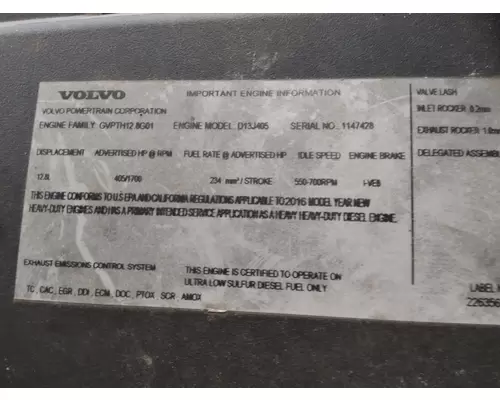 VOLVO IMPORTANT ENGINE INFORMATION VALVE LASH
VOLVO POWERTRAIN CORPORATION INLET ROCKER 0.2mm
ENGINE FAMILY: GVPTH12.8G01 ENGINE MODEL: D13J405 SERIAL NO.: 1147428 EXHAUST ROCKER
DISPLACEMENT ADVERTISED HP @ RPM FUEL RATE @ ADVERTISED HP IDLE SPEED ENGINE BRAKE DELEGATED ASSEMB
12.8L 405/1700 234 mm³ / STROKE 550-700RPM I-VEB
THIS ENGINE CONFORMS TO U.S EPA AND CALIFORNIA REGULATIONS APPLICABLE TO 2016 MODEL YEAR NEW
HEAVY-DUTY ENGINES AND HAS A PRIMARY INTENDED SERVICE APPLICATION AS A HEAVY HEAVY-DUTY DIESEL ENGINE.
EXHAUST EMISSIONS CONTROL SYSTEM THIS ENGINE IS CERTIFIED TO OPERATE ON
ULTRA LOW SULFUR DIESEL FUEL ONLY
TC, CAC, EGR, DDI, ECM, DOC, PTOX, SCR, AMOX LABEL